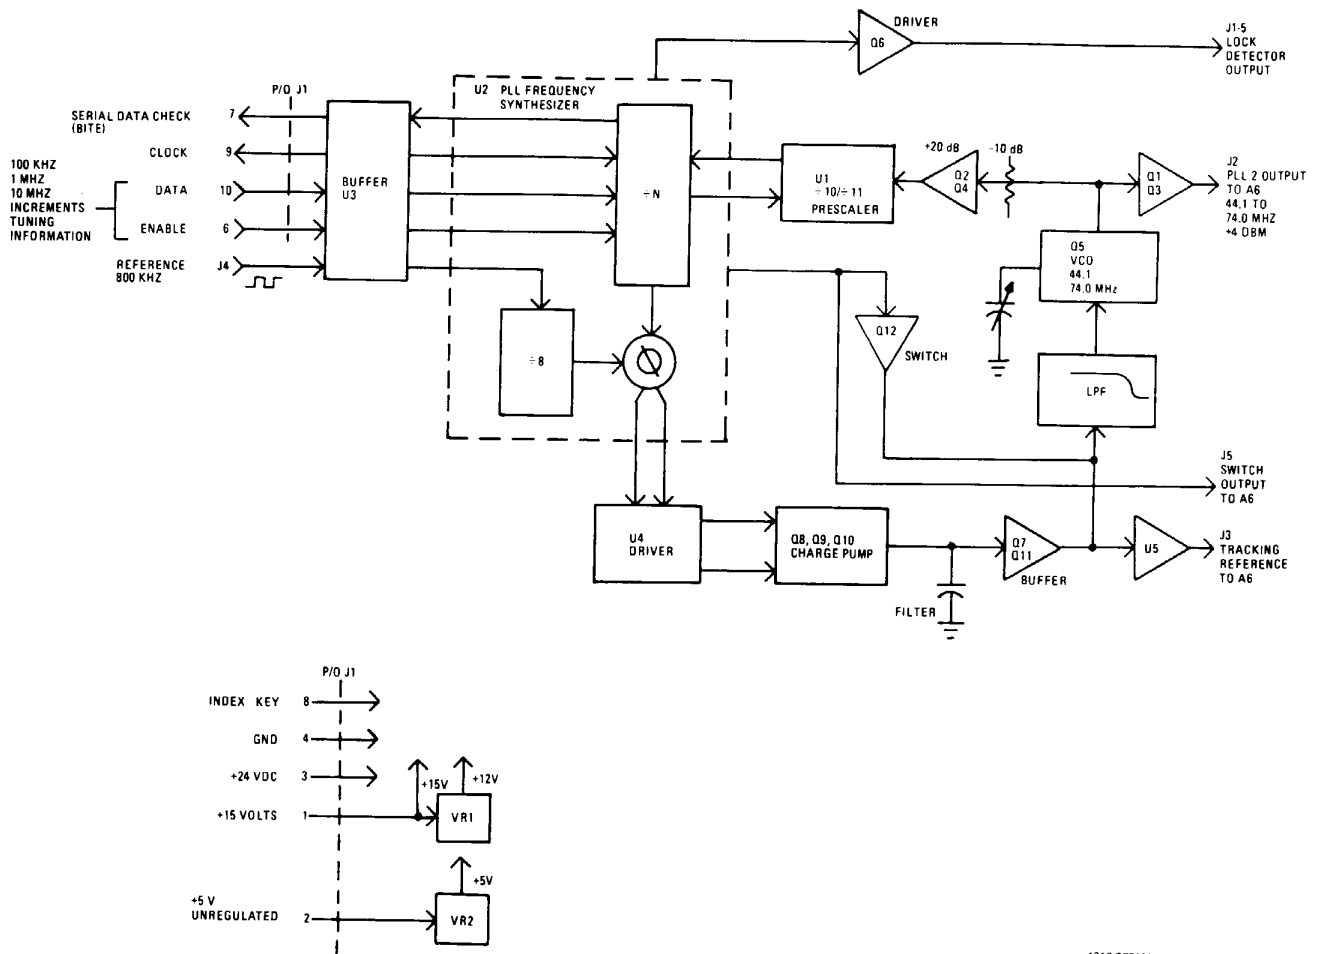 DRIVER
Q6
J1-5
LOCK
DETECTOR
OUTPUT
P/O J1
U2 PLL FREQUENCY
SYNTHESIZER
SERIAL DATA CHECK 7
(BITE)
CLOCK 9
100 KHZ
1 MHZ
10 MHZ
INCREMENTS
TUNING
INFORMATION
DATA 10
ENABLE 6
REFERENCE J4
800 KHZ
BUFFER
U3
÷N
÷8
U1
÷10/÷11
PRESCALER
+20 dB
-10 dB
Q2
Q4
Q1
Q3
J2
PLL 2 OUTPUT
TO A6
44.1 TO
74.0 MHZ
+4 DBM
Q5
VCO
44.1
74.0 MHz
Q12
SWITCH
LPF
J5
SWITCH
OUTPUT
TO A6
U4
DRIVER
Q8, Q9, Q10
CHARGE PUMP
Q7
Q11
BUFFER
U5
J3
TRACKING
REFERENCE
TO A6
FILTER
P/O J1
INDEX KEY 8
GND 4
+24 VDC 3
+15 VOLTS 1
+15V
+12V
VR1
+5V
+5 V
UNREGULATED 2
VR2